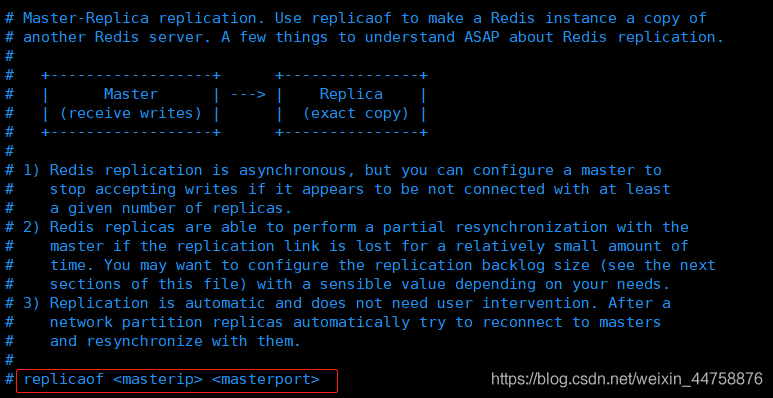 # Master-Replica replication. Use replicaof to make a Redis instance a copy of
# another Redis server. A few things to understand ASAP about Redis replication.
#
#   +------------------+      +---------------+
#   |      Master      | ---> |    Replica    |
#   | (receive writes) |      |  (exact copy) |
#   +------------------+      +---------------+
#
# 1) Redis replication is asynchronous, but you can configure a master to
#    stop accepting writes if it appears to be not connected with at least
#    a given number of replicas.
# 2) Redis replicas are able to perform a partial resynchronization with the
#    master if the replication link is lost for a relatively small amount of
#    time. You may want to configure the replication backlog size (see the next
#    sections of this file) with a sensible value depending on your needs.
# 3) Replication is automatic and does not need user intervention. After a
#    network partition replicas automatically try to reconnect to masters
#    and resynchronize with them.
#
# replicaof <masterip> <masterport>
https://blog.csdn.net/weixin_44758876